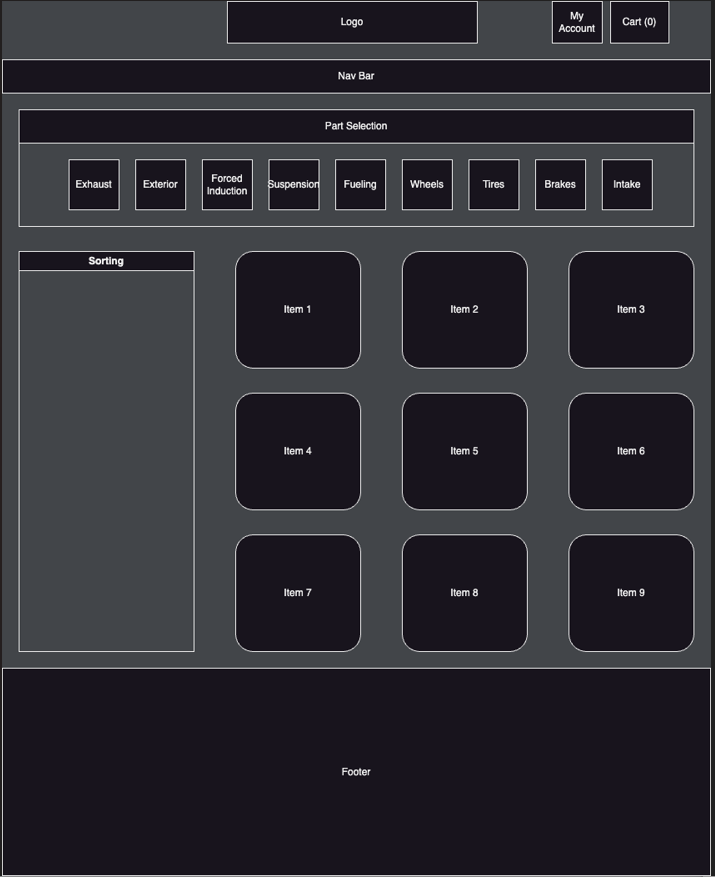 Logo
My
Account
Cart (0)
Nav Bar
Part Selection
Exhaust
Exterior
Forced
Induction
Suspension
Fueling
Wheels
Tires
Brakes
Intake
Sorting
Item 1
Item 2
Item 3
Item 4
Item 5
Item 6
Item 7
Item 8
Item 9
Footer